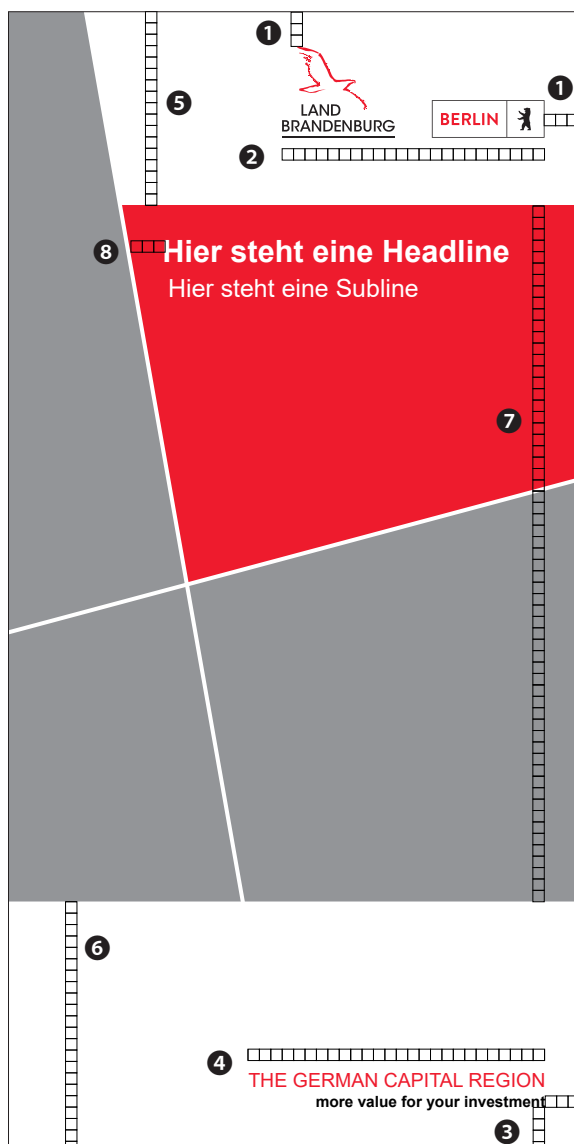 1
LAND
BRANDENBURG
1
BERLIN
5
2
8
Hier steht eine Headline
Hier steht eine Subline
7
6
4
THE GERMAN CAPITAL REGION
more value for your investment
3